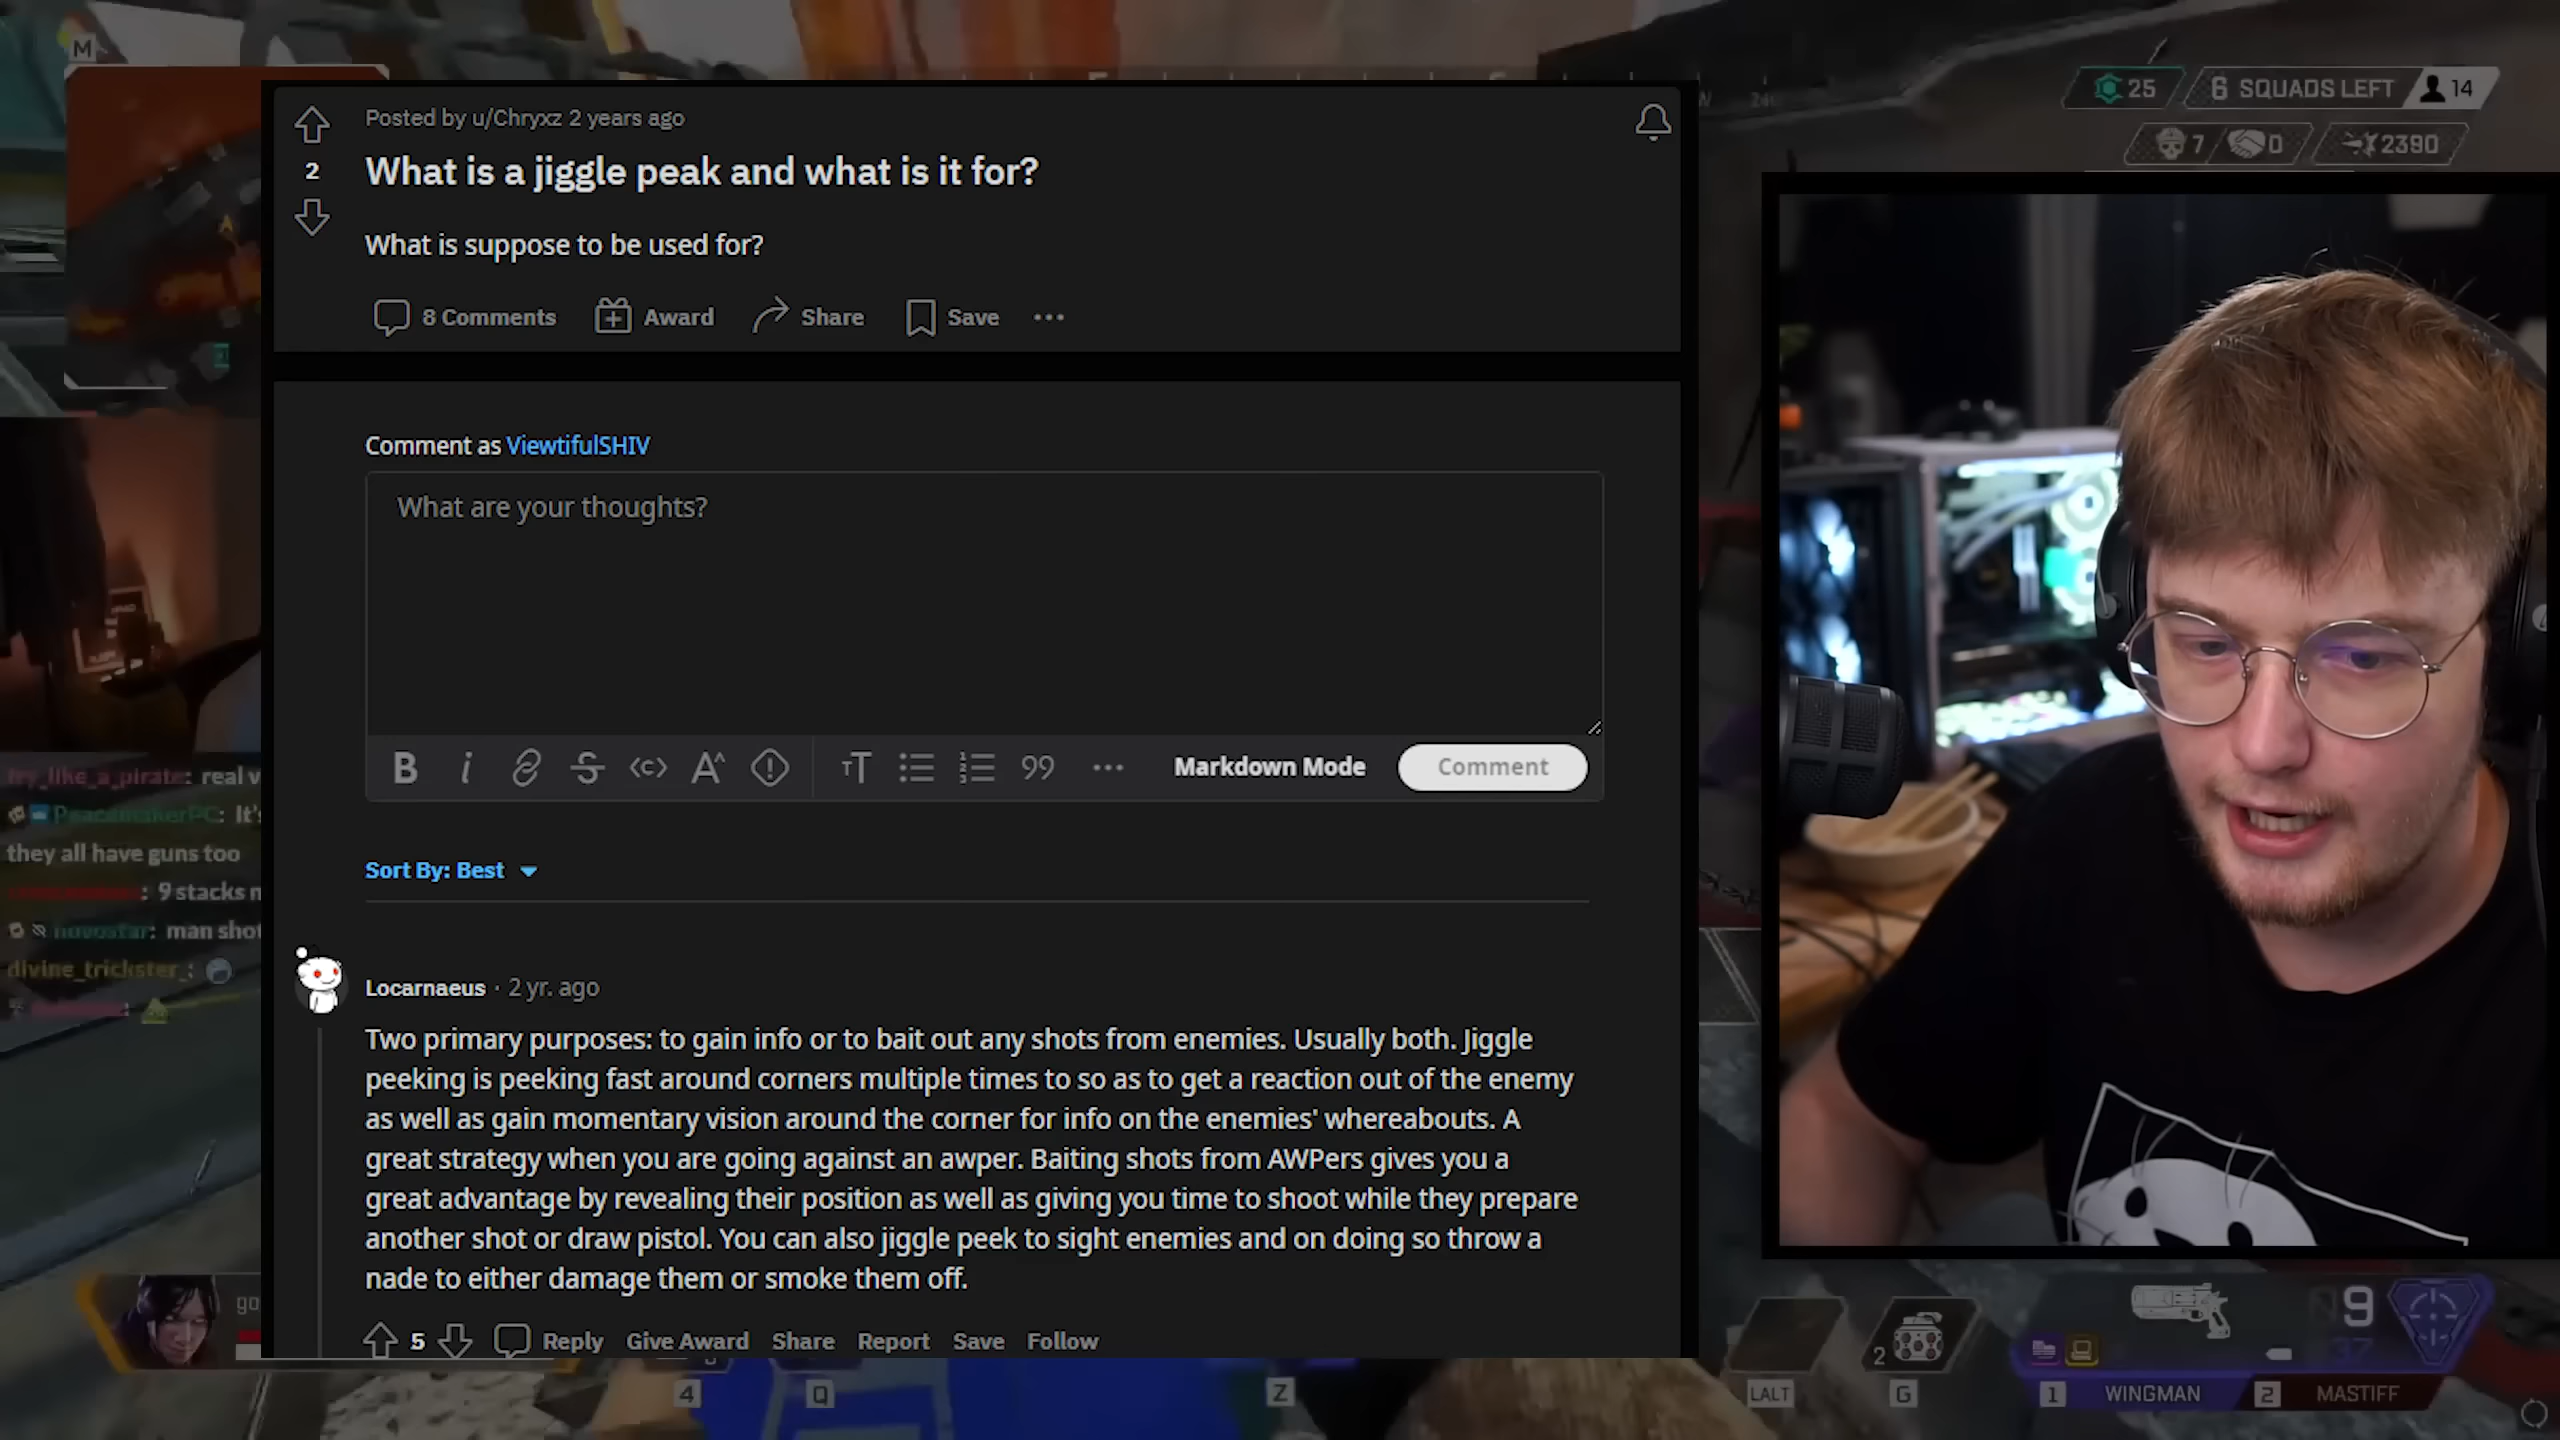 M
25
6 SQUADS LEFT
14
7
0
2390
Posted by u/Chryxz 2 years ago
2
What is a jiggle peak and what is it for?
What is suppose to be used for?
8 Comments
Award
Share
Save
Comment as ViewtifulSHIV
What are your thoughts?
Markdown Mode
Comment
Sort By: Best
Locarnaeus · 2 yr. ago
Two primary purposes: to gain info or to bait out any shots from enemies. Usually both. Jiggle
peeking is peeking fast around corners multiple times to so as to get a reaction out of the enemy
as well as gain momentary vision around the corner for info on the enemies' whereabouts. A
great strategy when you are going against an awper. Baiting shots from AWPers gives you a
great advantage by revealing their position as well as giving you time to shoot while they prepare
another shot or draw pistol. You can also jiggle peek to sight enemies and on doing so throw a
nade to either damage them or smoke them off.
5
Reply
Give Award
Share
Report
Save
Follow
real v
PeacemakerPC: It's
they all have guns too
: 9 stacks n
novostar: man shot
divine_trickster_:
go
4
Q
Z
LALT
2
G
9
37
1 WINGMAN
2 MASTIFF